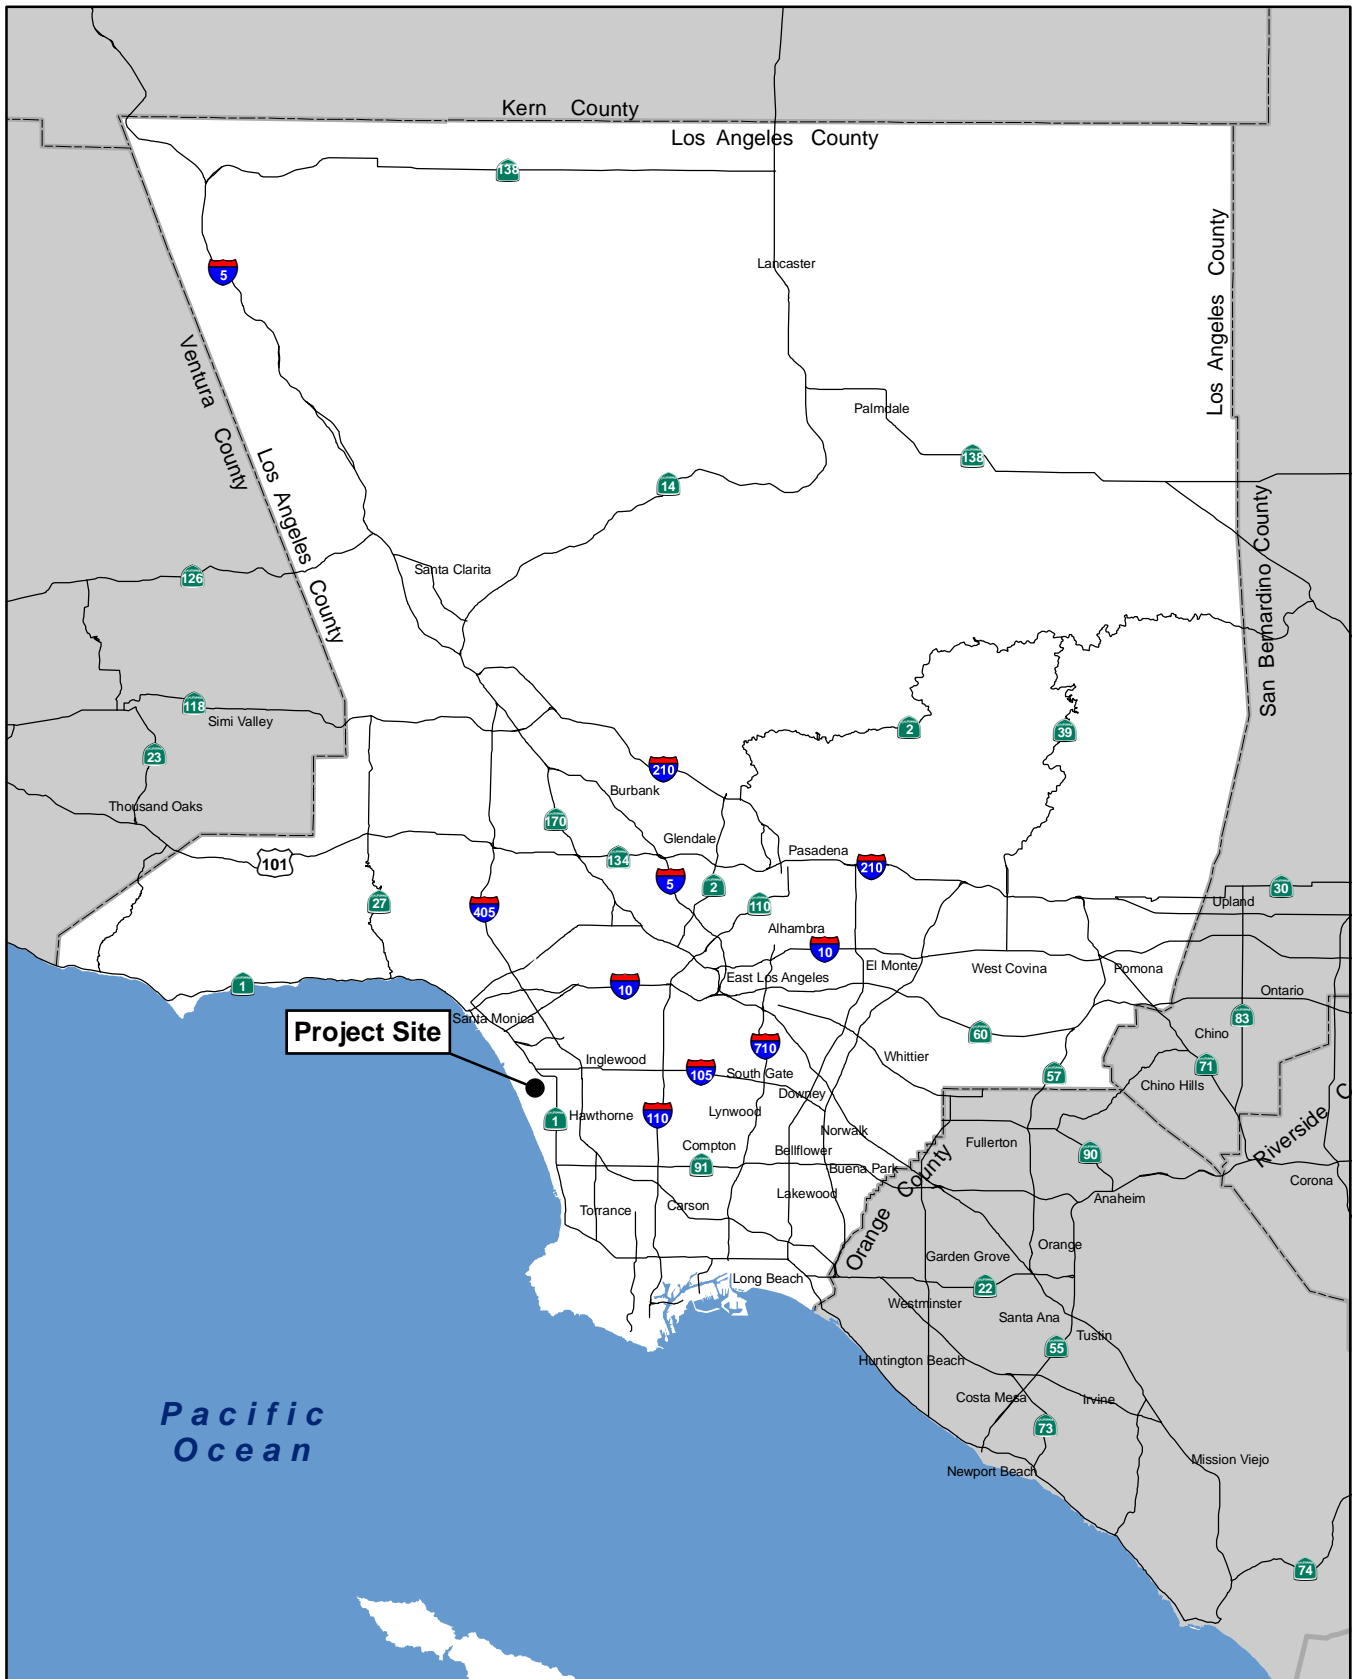 Kern County
Los Angeles County
138
Los Angeles County
5
Lancaster
Ventura County
Palmdale
138
14
Los Angeles County
San Bernardino County
Santa Clarita
126
118
Simi Valley
2
39
23
210
Burbank
Thousand Oaks
170
Glendale
134
Pasadena
101
210
5
2
30
27
405
110
Upland
Alhambra
10
El Monte
West Covina
Pomona
East Los Angeles
1
10
Ontario
Santa Monica
83
Project Site
60
Chino
710
Inglewood
Whittier
105
South Gate
57
71
Chino Hills
Downey
1
Hawthorne
110
Lynwood
Norwalk
Riverside C
Compton
Fullerton
91
Bellflower
90
Buena Park
Corona
Lakewood
Anaheim
Torrance
Carson
Orange County
Orange
Garden Grove
Long Beach
22
Westminster
Santa Ana
Tustin
55
Huntington Beach
Costa Mesa
Irvine
Pacific
Ocean
73
Mission Viejo
Newport Beach
74